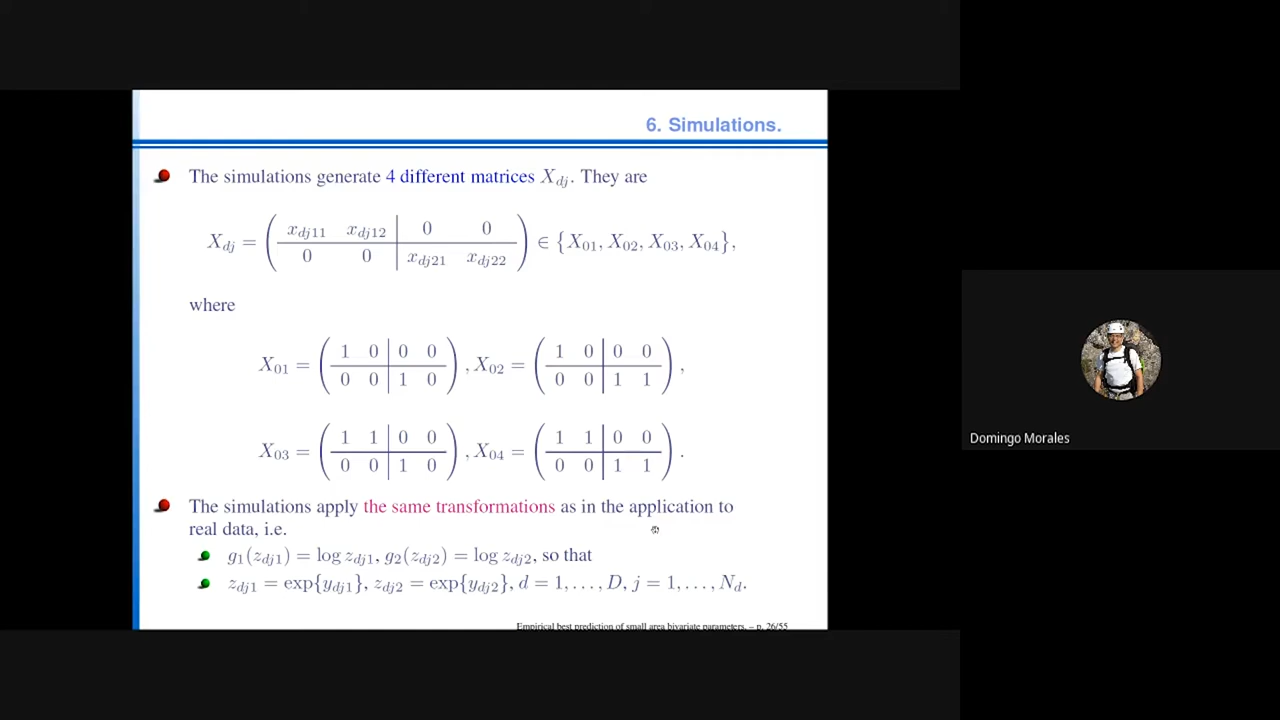 6. Simulations.
The simulations generate 4 different matrices X_{dj}. They are
X_{dj} = ( x_{dj11} x_{dj12} | 0 0
0 0 | x_{dj21} x_{dj22} ) ∈ {X_{01}, X_{02}, X_{03}, X_{04}},
where
X_{01} = ( 1 0 | 0 0
0 0 | 1 0 ), X_{02} = ( 1 0 | 0 0
0 0 | 1 1 ),
X_{03} = ( 1 1 | 0 0
0 0 | 1 0 ), X_{04} = ( 1 1 | 0 0
0 0 | 1 1 ).
The simulations apply the same transformations as in the application to
real data, i.e.
g_1(z_{dj1}) = log z_{dj1}, g_2(z_{dj2}) = log z_{dj2}, so that
z_{dj1} = exp{y_{dj1}}, z_{dj2} = exp{y_{dj2}}, d = 1, . . . , D, j = 1, . . . , N_d.
Empirical best prediction of small area bivariate parameters. – p. 26/55
Domingo Morales